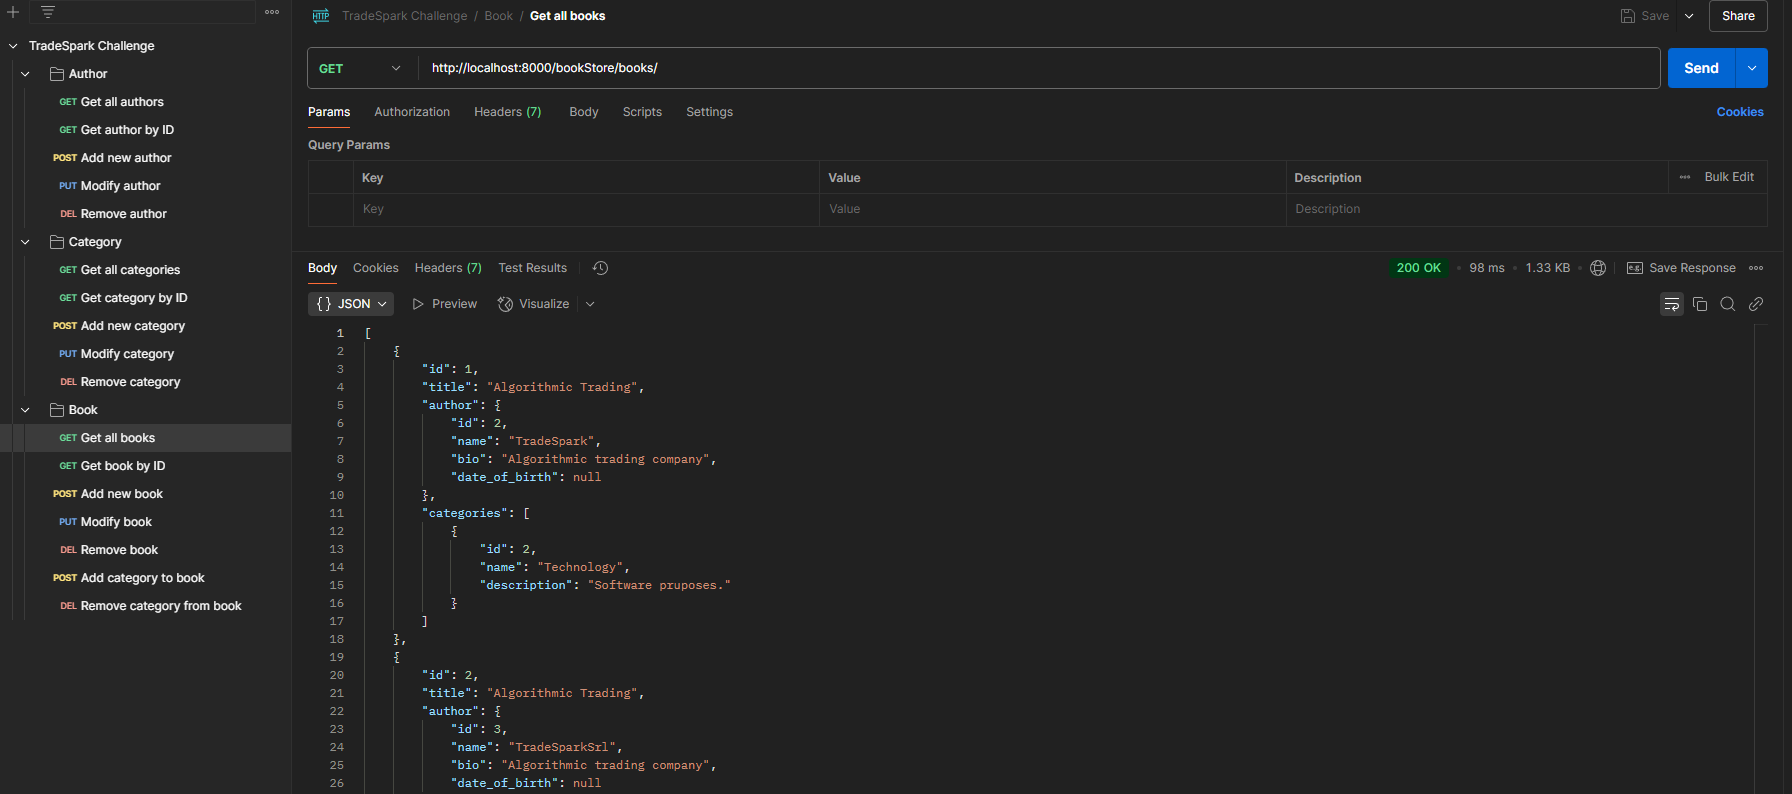 TradeSpark Challenge
Author
GET Get all authors
GET Get author by ID
POST Add new author
PUT Modify author
DEL Remove author
Category
GET Get all categories
GET Get category by ID
POST Add new category
PUT Modify category
DEL Remove category
Book
GET Get all books
GET Get book by ID
POST Add new book
PUT Modify book
DEL Remove book
POST Add category to book
DEL Remove category from book
HTTP TradeSpark Challenge / Book / Get all books
Save Share
GET http://localhost:8000/bookStore/books/ Send
Params Authorization Headers (7) Body Scripts Settings Cookies
Query Params
Key Value Description Bulk Edit
Key Value Description
Body Cookies Headers (7) Test Results 200 OK • 98 ms • 1.33 KB • e.g. Save Response
{} JSON Preview Visualize
1 [
2 {
3 "id": 1,
4 "title": "Algorithmic Trading",
5 "author": {
6 "id": 2,
7 "name": "TradeSpark",
8 "bio": "Algorithmic trading company",
9 "date_of_birth": null
10 },
11 "categories": [
12 {
13 "id": 2,
14 "name": "Technology",
15 "description": "Software pruposes."
16 }
17 ]
18 },
19 {
20 "id": 2,
21 "title": "Algorithmic Trading",
22 "author": {
23 "id": 3,
24 "name": "TradeSparkSrl",
25 "bio": "Algorithmic trading company",
26 "date_of_birth": null